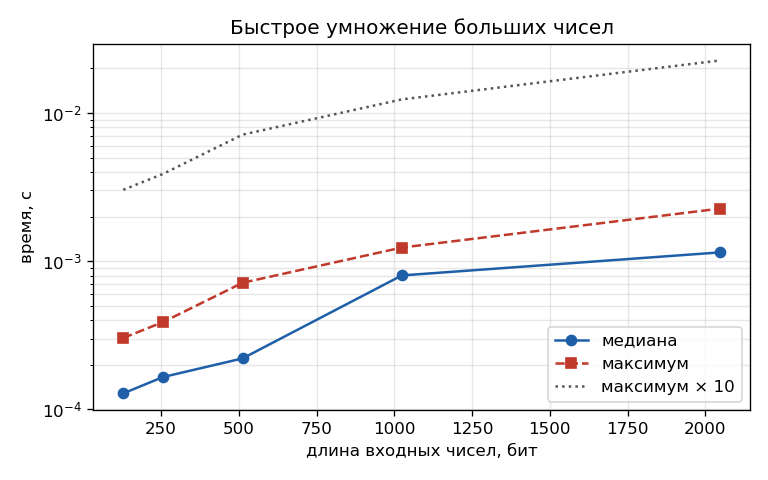 Быстрое умножение больших чисел
время, с
10⁻²
10⁻³
10⁻⁴
250 500 750 1000 1250 1500 1750 2000
длина входных чисел, бит
медиана
максимум
максимум × 10